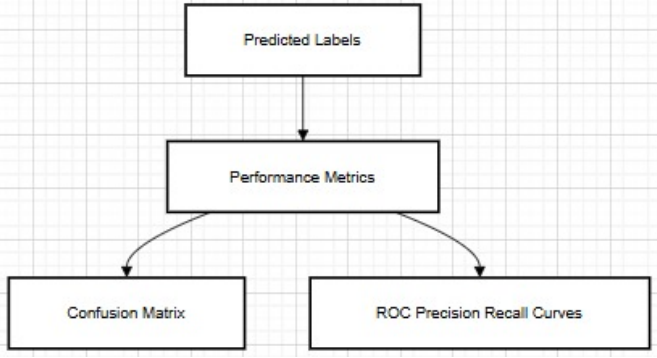 Predicted Labels
Performance Metrics
Confusion Matrix
ROC Precision Recall Curves